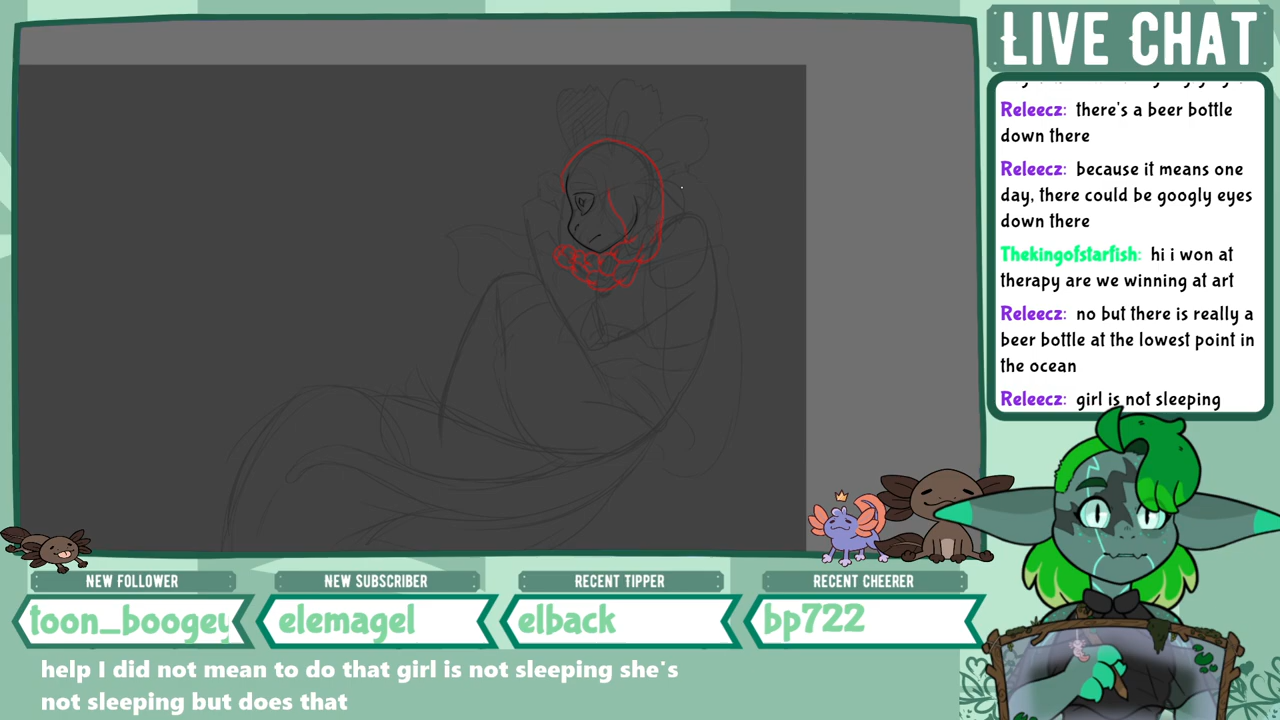 LIVE CHAT
Releecz: there's a beer bottle
down there
Releecz: because it means one
day, there could be googly eyes
down there
Thekingofstarfish: hi i won at
therapy are we winning at art
Releecz: no but there is really a
beer bottle at the lowest point in
the ocean
Releecz: girl is not sleeping
NEW FOLLOWER
toon_boogey
NEW SUBSCRIBER
elemagel
RECENT TIPPER
elback
RECENT CHEERER
bp722
help I did not mean to do that girl is not sleeping she's
not sleeping but does that